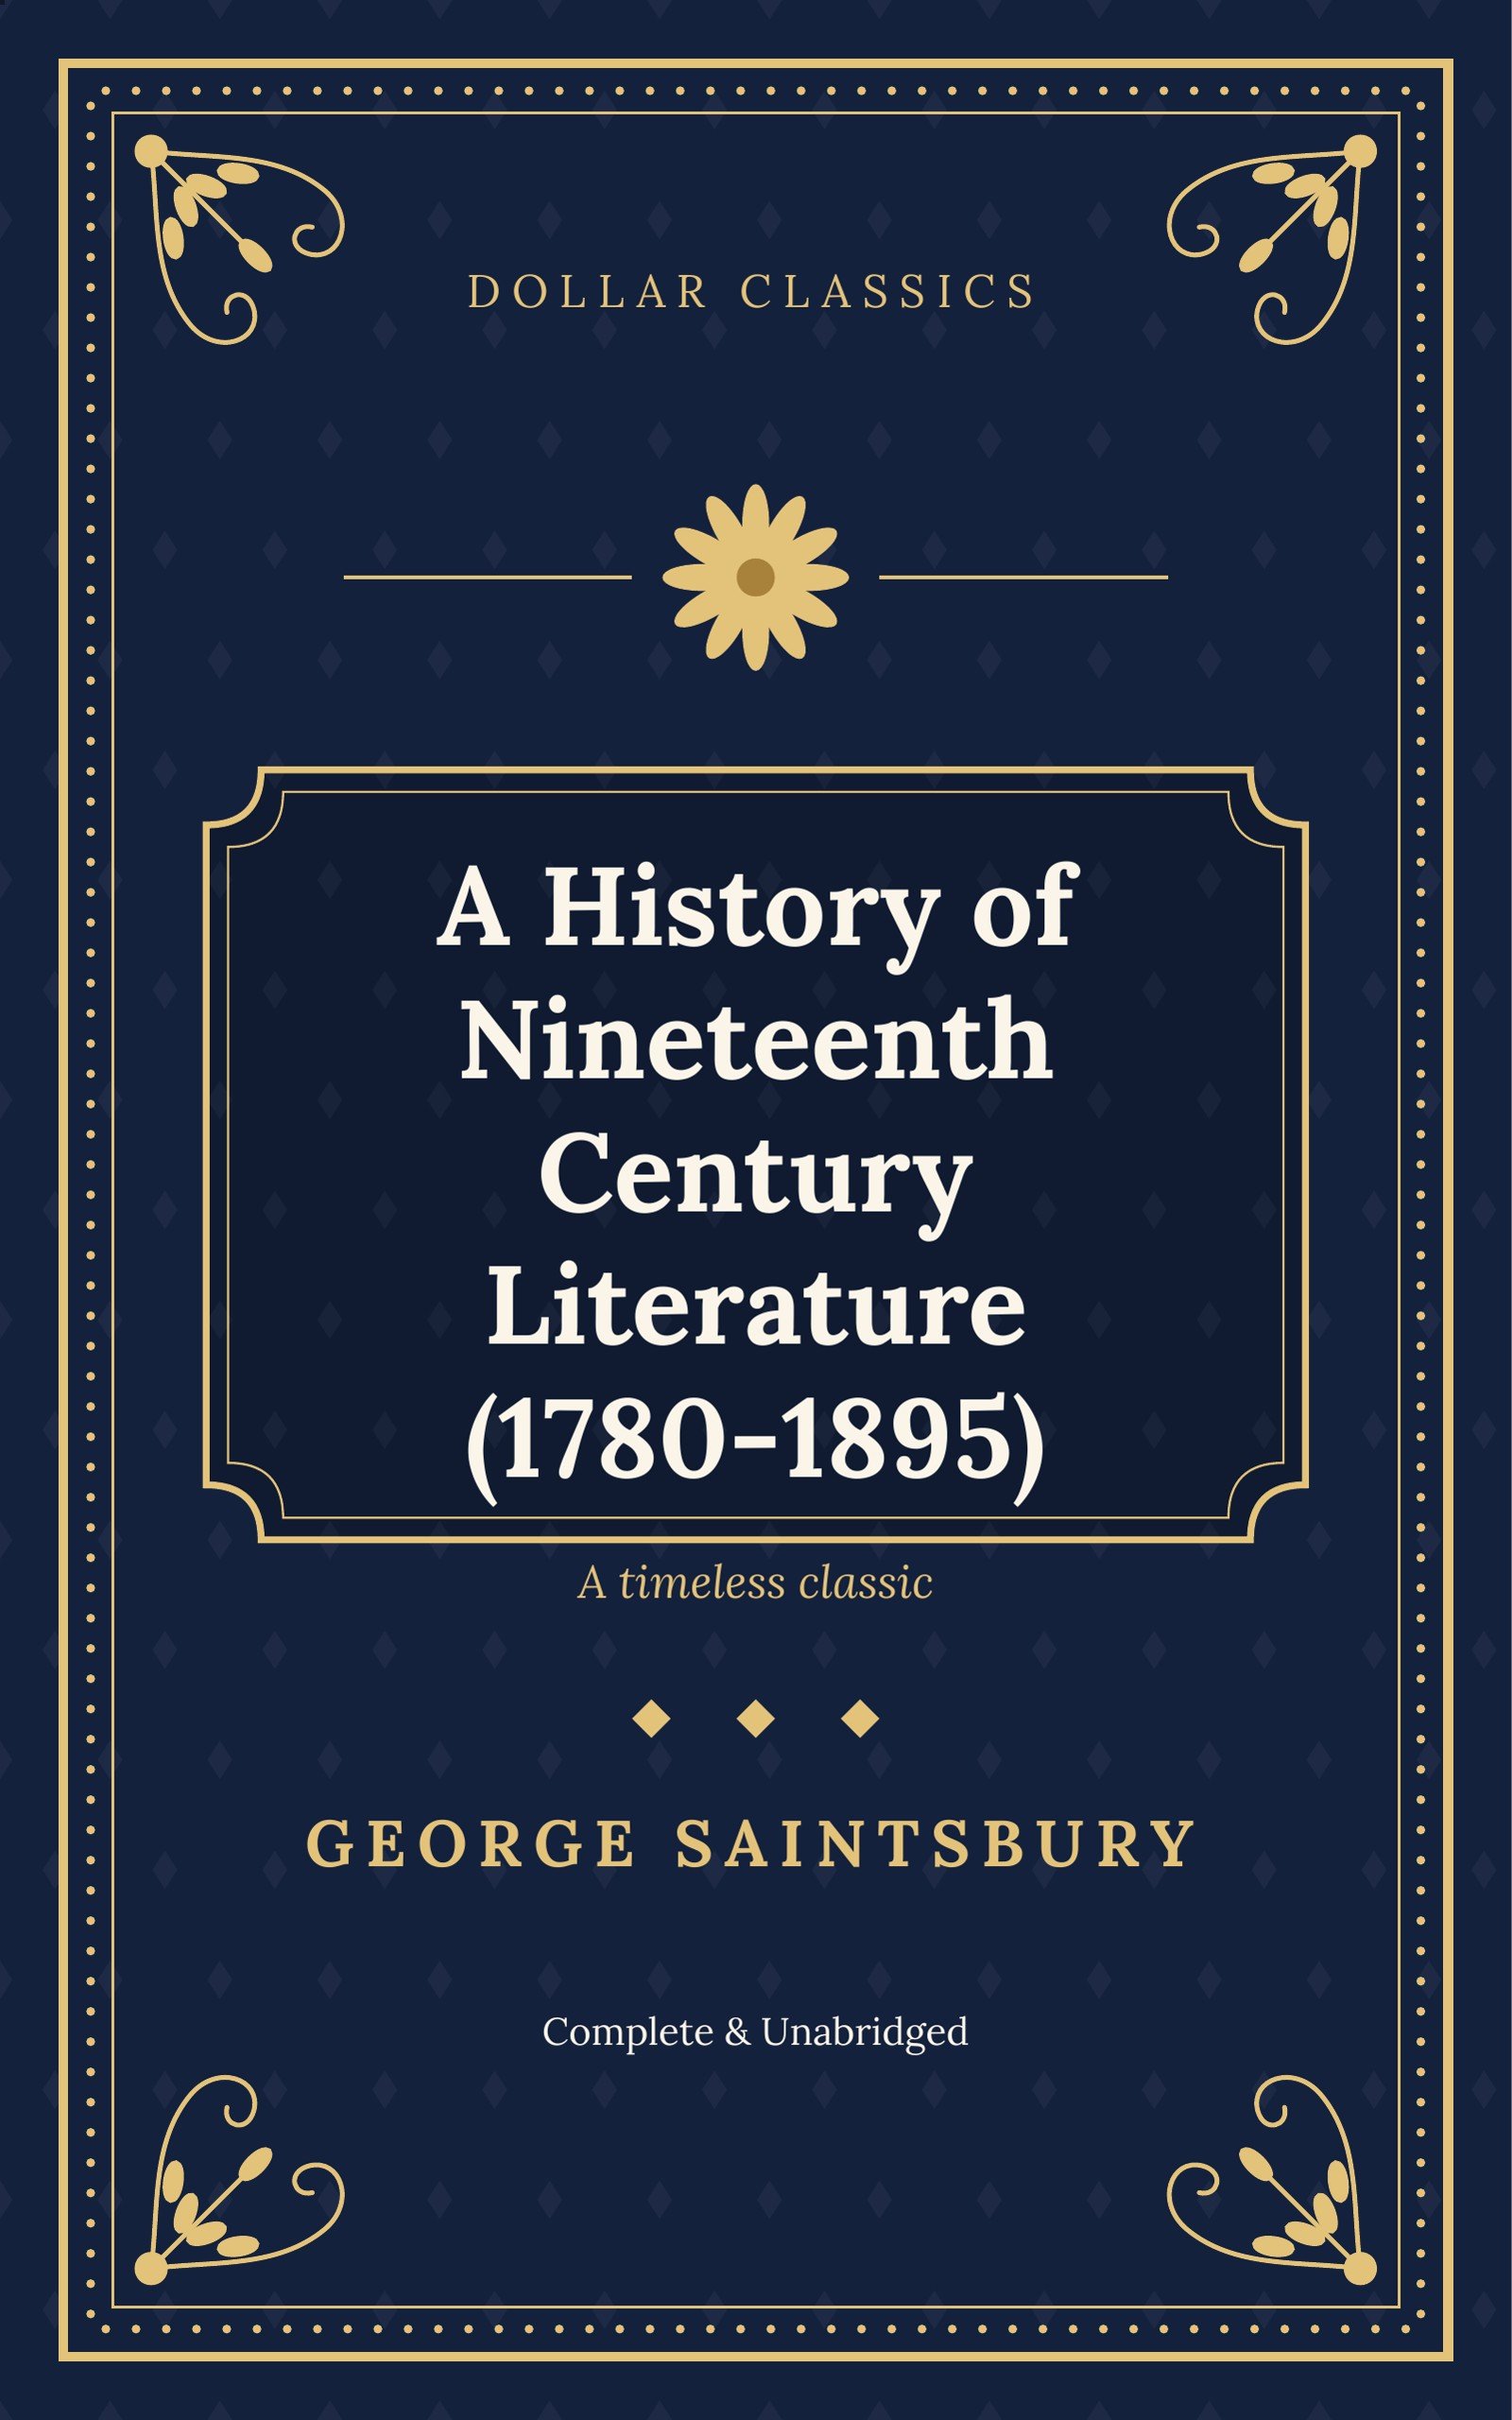 DOLLAR CLASSICS
A History of
Nineteenth
Century
Literature
(1780–1895)
A timeless classic
GEORGE SAINTSBURY
Complete & Unabridged